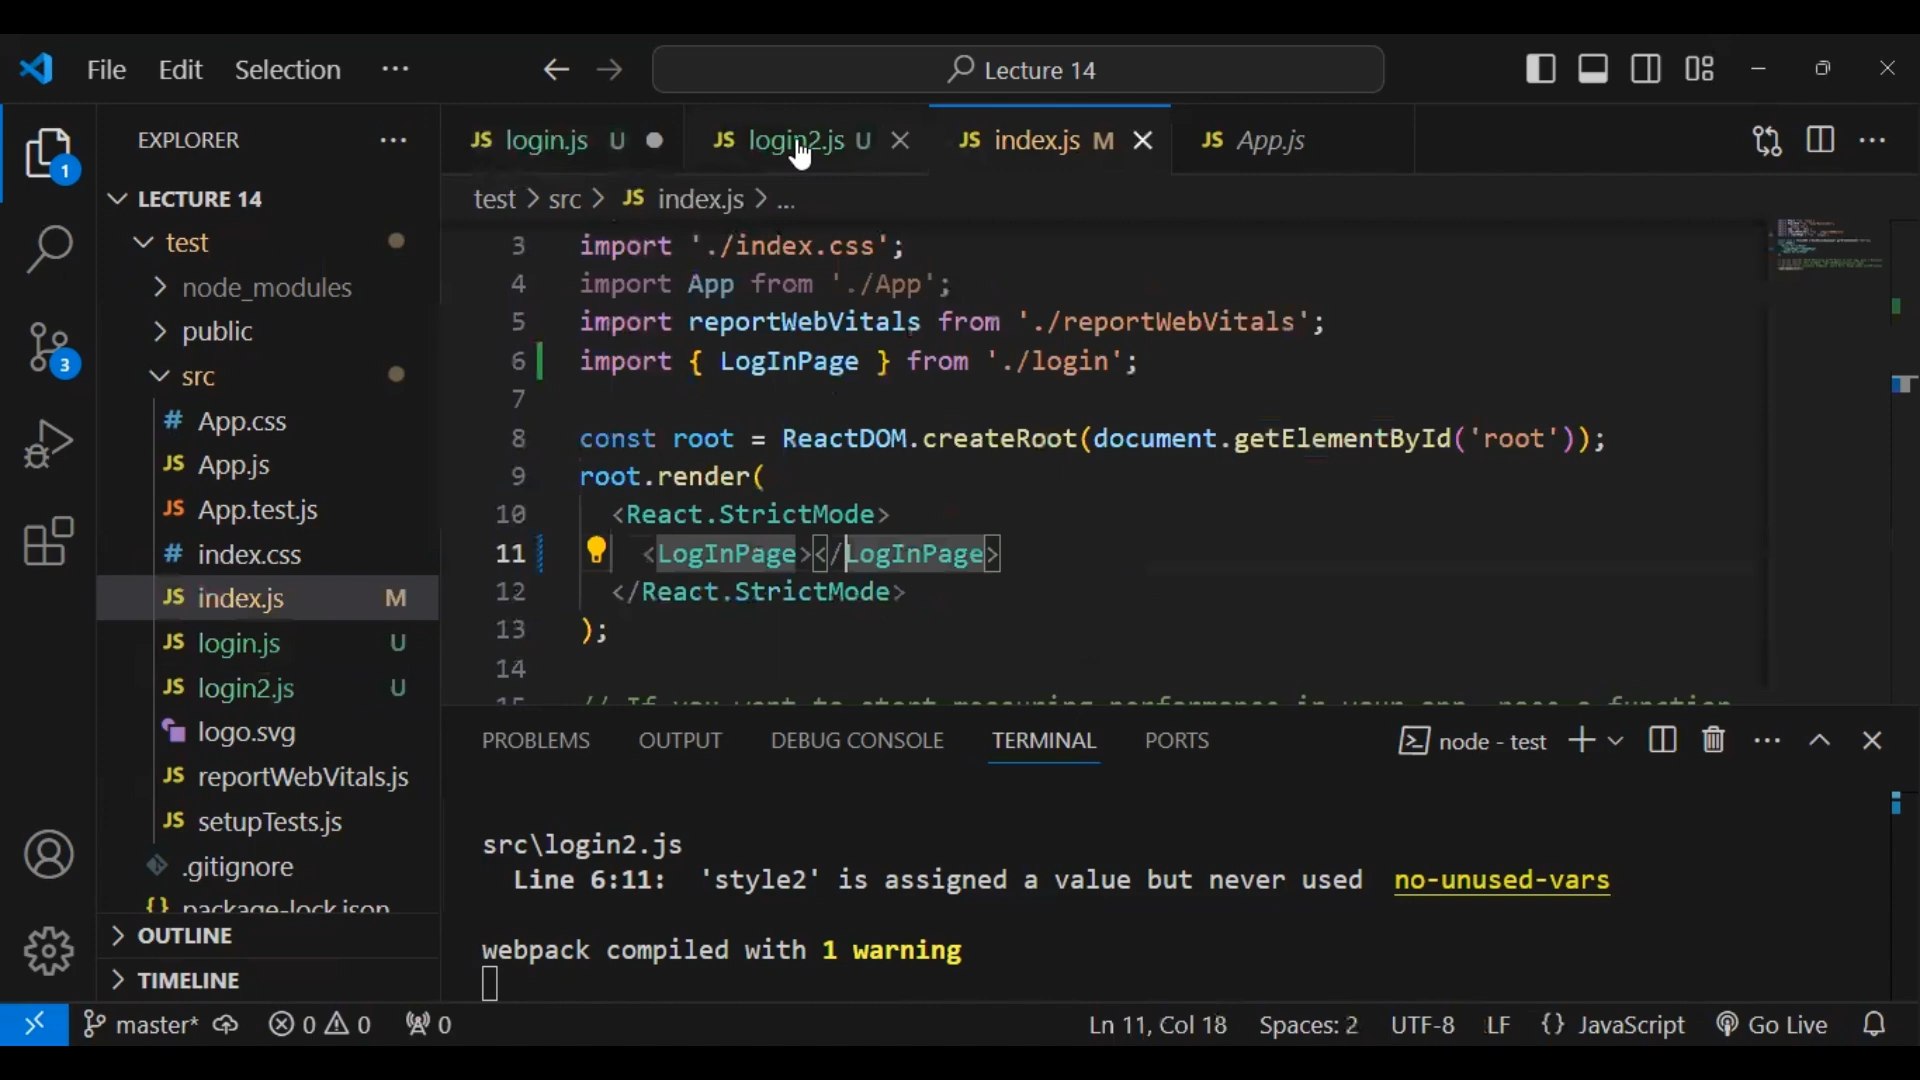 File Edit Selection ··· Lecture 14
EXPLORER ···
JS login.js U
JS login2.js U
JS index.js M
JS App.js
test > src > JS index.js > ...
LECTURE 14
test
node_modules
public
src
# App.css
JS App.js
JS App.test.js
# index.css
JS index.js M
JS login.js U
JS login2.js U
logo.svg
JS reportWebVitals.js
JS setupTests.js
.gitignore
{} package-lock.json
OUTLINE
TIMELINE
1
3
3 import './index.css';
4 import App from './App';
5 import reportWebVitals from './reportWebVitals';
6 import { LogInPage } from './login';
7
8 const root = ReactDOM.createRoot(document.getElementById('root'));
9 root.render(
10 <React.StrictMode>
11 <LogInPage></LogInPage>
12 </React.StrictMode>
13 );
14
15 // If you want to start measuring performance in your app, pass a function
PROBLEMS OUTPUT DEBUG CONSOLE TERMINAL PORTS node - test
src\login2.js
Line 6:11: 'style2' is assigned a value but never used no-unused-vars
webpack compiled with 1 warning
master* 0 0 0 Ln 11, Col 18 Spaces: 2 UTF-8 LF {} JavaScript Go Live